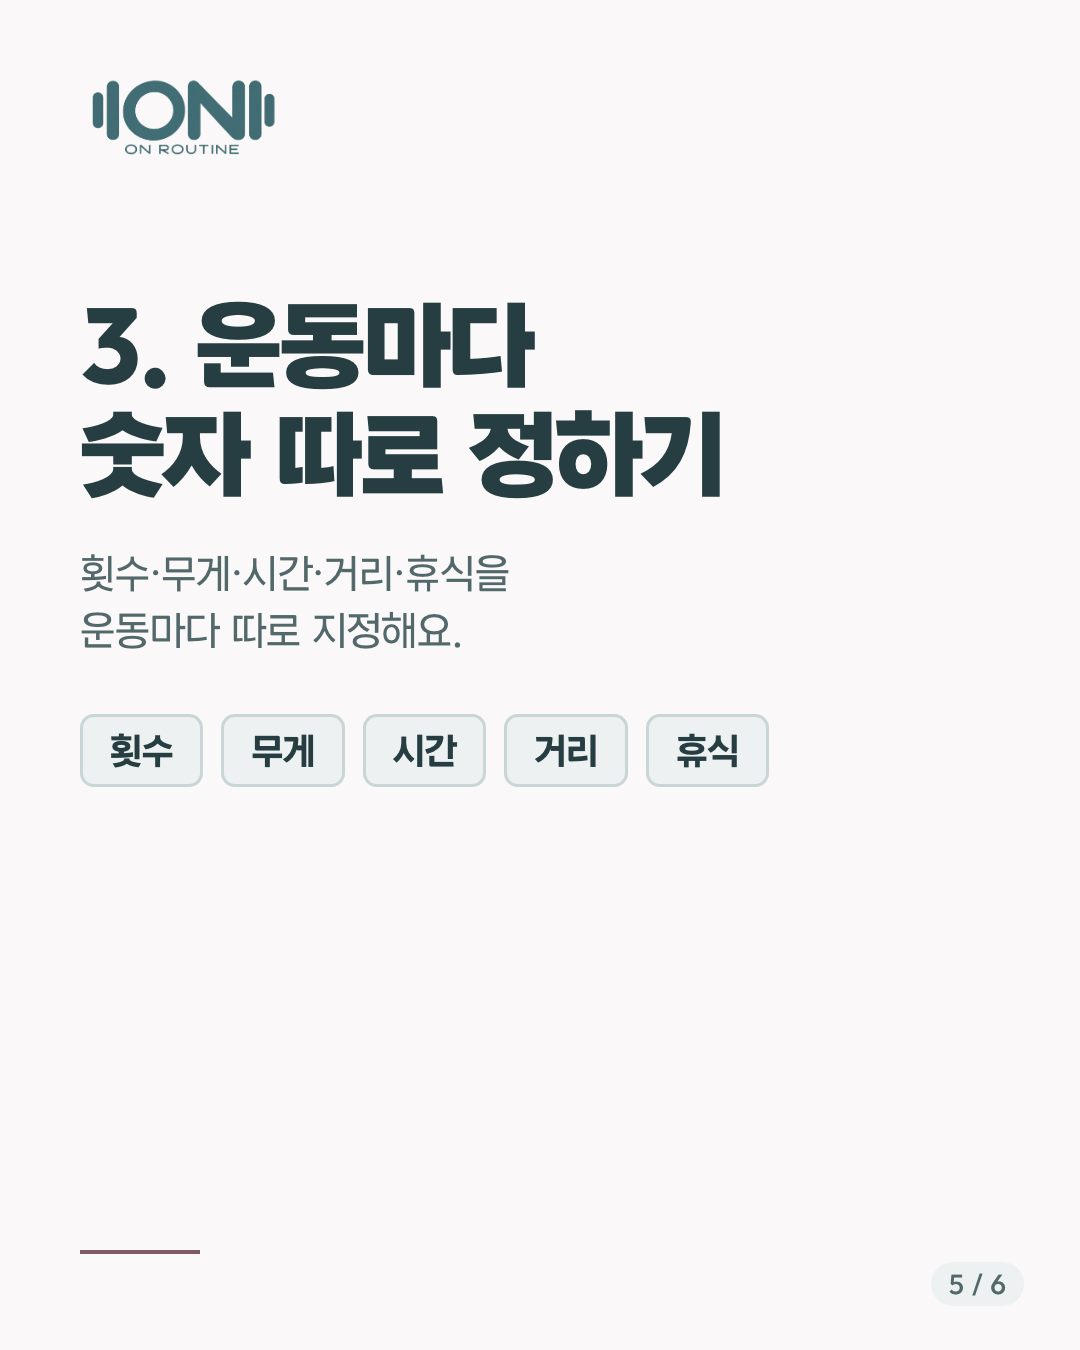 ION
ON ROUTINE
3. 운동마다
숫자 따로 정하기
횟수·무게·시간·거리·휴식을
운동마다 따로 지정해요.
횟수
무게
시간
거리
휴식
5 / 6